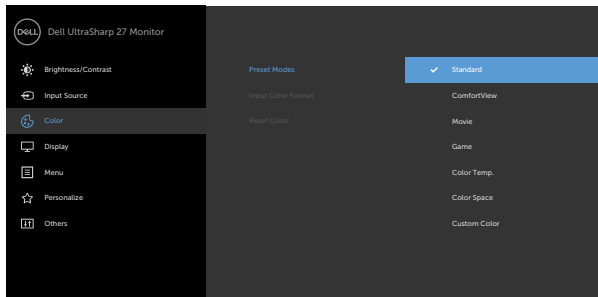 DELL
Dell UltraSharp 27 Monitor
Brightness/Contrast
Input Source
Color
Display
Menu
Personalize
Others
Preset Modes
Input Color Format
Reset Color
Standard
ComfortView
Movie
Game
Color Temp.
Color Space
Custom Color